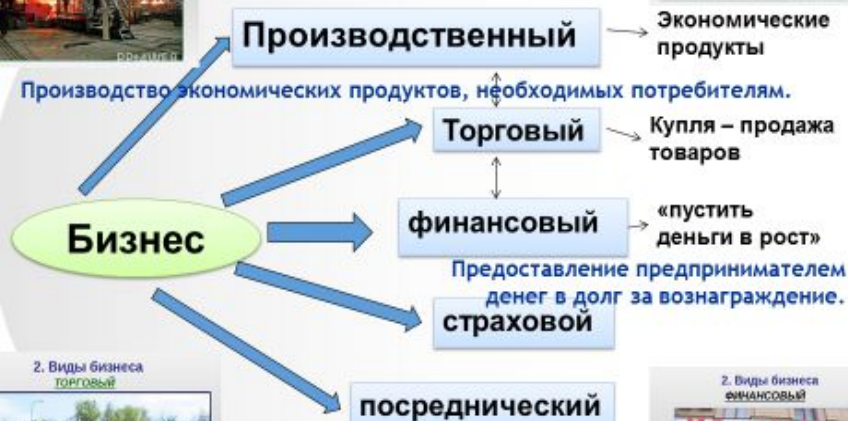 Производственный
Экономические
продукты
Производство экономических продуктов, необходимых потребителям.
Торговый
Купля – продажа
товаров
Бизнес
финансовый
«пустить
деньги в рост»
Предоставление предпринимателем
денег в долг за вознаграждение.
страховой
2. Виды бизнеса
ТОРГОВЫЙ
посреднический
2. Виды бизнеса
ФИНАНСОВЫЙ